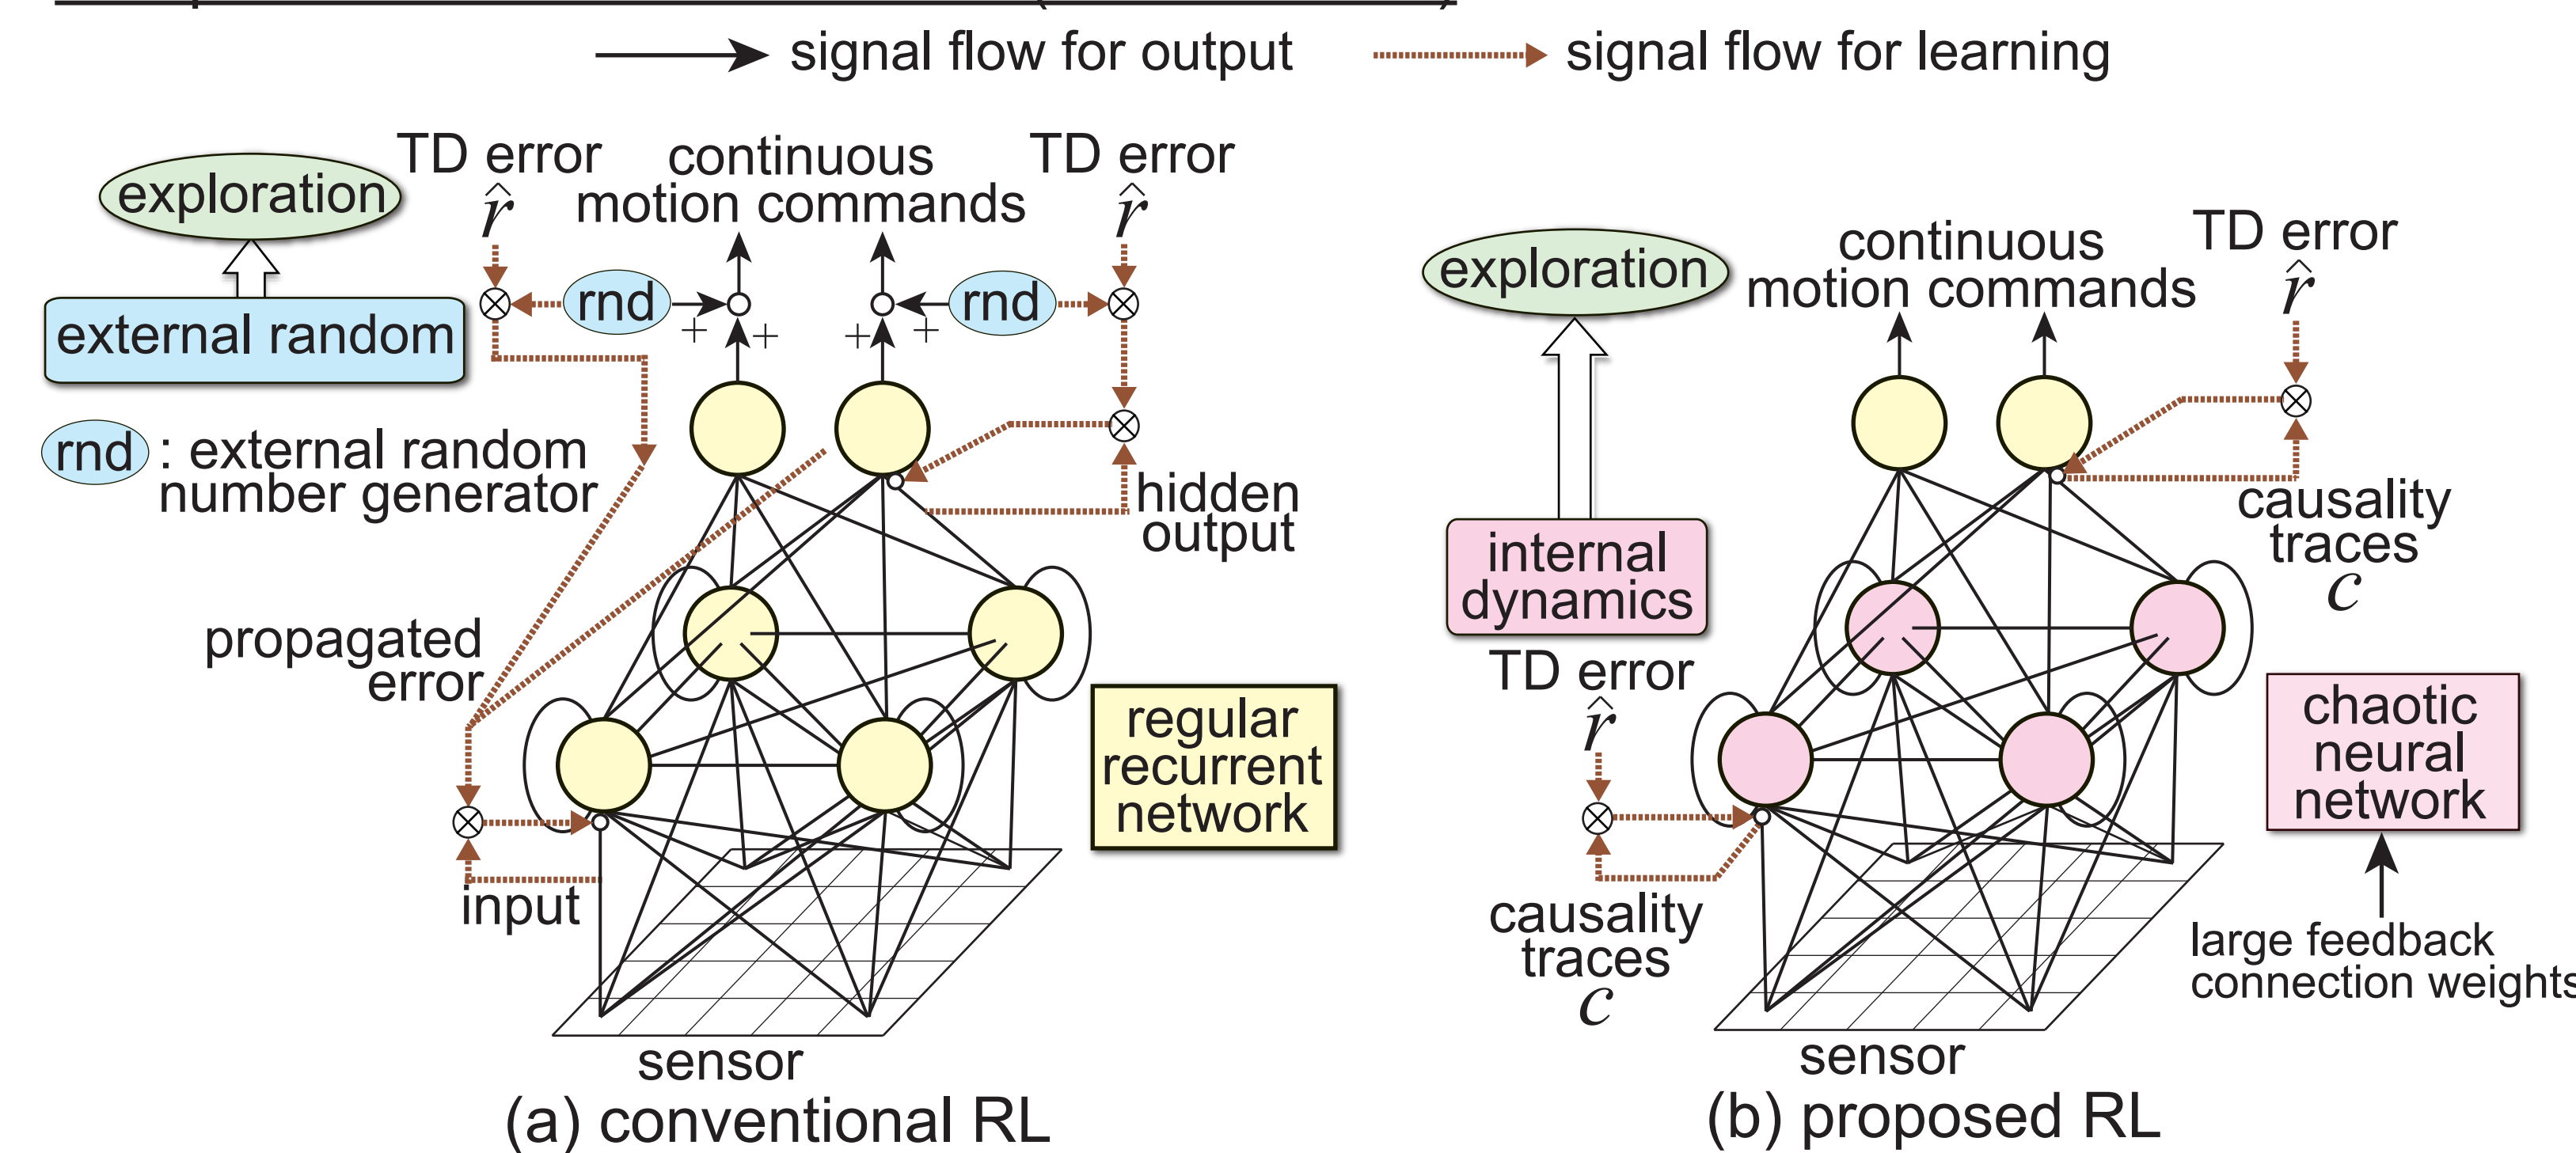 signal flow for output
signal flow for learning
exploration
external random
rnd : external random
number generator
TD error
r̂
continuous
motion commands
TD error
r̂
rnd
rnd
+
+
+
+
hidden
output
propagated
error
input
regular
recurrent
network
sensor
(a) conventional RL
exploration
internal
dynamics
continuous
motion commands
TD error
r̂
causality
traces
c
TD error
r̂
causality
traces
c
chaotic
neural
network
large feedback
connection weights
sensor
(b) proposed RL